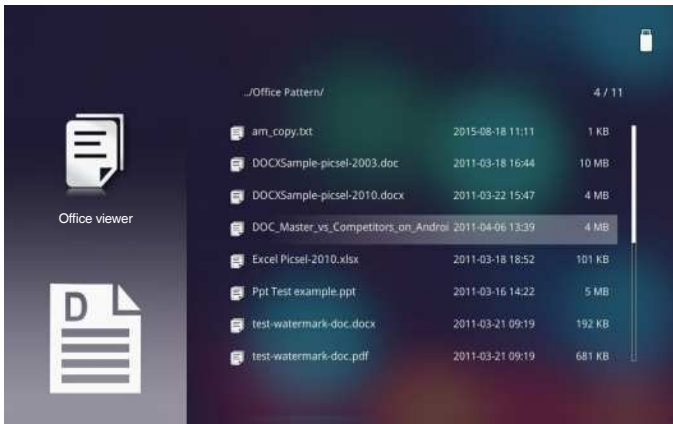 ../Office Pattern/ 4 / 11
am_copy.txt 2015-08-18 11:11 1 KB
DOCXSample-picsel-2003.doc 2011-03-18 16:44 10 MB
DOCXSample-picsel-2010.docx 2011-03-22 15:47 4 MB
Office viewer
DOC_Master_vs_Competitors_on_Androi 2011-04-06 13:39 4 MB
Excel Picsel-2010.xlsx 2011-03-18 18:52 101 KB
Ppt Test example.ppt 2011-03-16 14:22 5 MB
D
test-watermark-doc.docx 2011-03-21 09:19 192 KB
test-watermark-doc.pdf 2011-03-21 09:19 681 KB